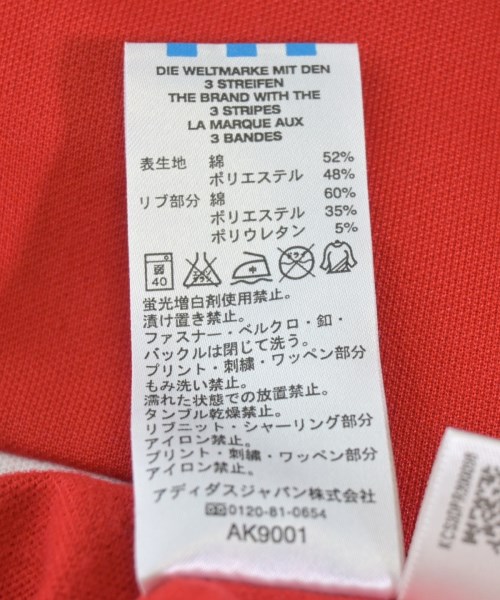 DIE WELTMARKE MIT DEN
3 STREIFEN
THE BRAND WITH THE
3 STRIPES
LA MARQUE AUX
3 BANDES
表生地 綿 52%
ポリエステル 48%
リブ部分 綿 60%
ポリエステル 35%
ポリウレタン 5%
40
中
蛍光増白剤使用禁止。
漬け置き禁止。
ファスナー・ベルクロ・釦・
バックルは閉じて洗う。
プリント・刺繍・ワッペン部分
もみ洗い禁止。
濡れた状態での放置禁止。
タンブル乾燥禁止。
リブニット・シャーリング部分
アイロン禁止。
プリント・刺繍・ワッペン部分
アイロン禁止。
アディダスジャパン株式会社
0120-81-0654
AK9001